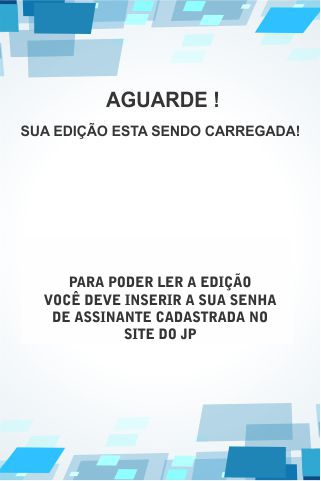 AGUARDE !
SUA EDIÇÃO ESTA SENDO CARREGADA!
PARA PODER LER A EDIÇÃO
VOCÊ DEVE INSERIR A SUA SENHA
DE ASSINANTE CADASTRADA NO
SITE DO JP